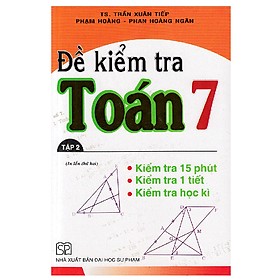 TS. TRẦN XUÂN TIẾP
PHẠM HOÀNG - PHAN HOÀNG NGÂN
Đề kiểm tra
Toán 7
TẬP 2
(In lần thứ hai)
• Kiểm tra 15 phút
• Kiểm tra 1 tiết
• Kiểm tra học kì
SP
NHÀ XUẤT BẢN ĐẠI HỌC SƯ PHẠM